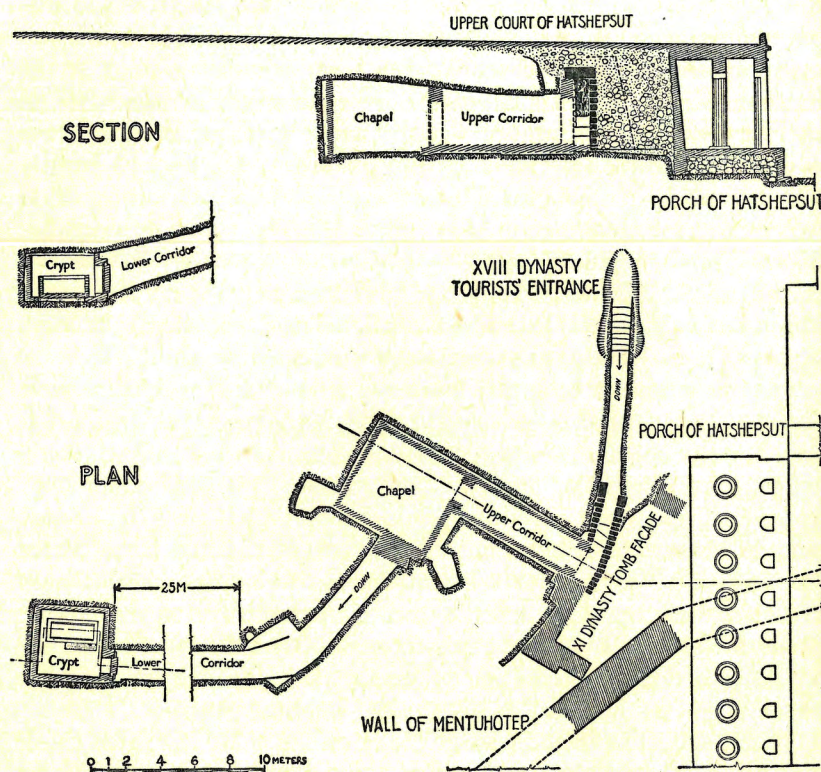 UPPER COURT OF HATSHEPSUT
SECTION
Chapel
Upper Corridor
PORCH OF HATSHEPSUT
Crypt
Lower Corridor
XVIII DYNASTY
TOURISTS' ENTRANCE
DOWN
PORCH OF HATSHEPSUT
PLAN
Chapel
Upper Corridor
XI DYNASTY TOMB FACADE
DOWN
25M
Crypt
Lower
Corridor
WALL OF MENTUHOTEP
0 1 2 4 6 8 10 METERS